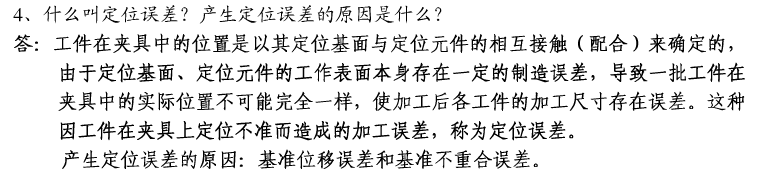 4、什么叫定位误差？产生定位误差的原因是什么？
答：工件在夹具中的位置是以其定位基面与定位元件的相互接触（配合）来确定的，
由于定位基面、定位元件的工作表面本身存在一定的制造误差，导致一批工件在
夹具中的实际位置不可能完全一样，使加工后各工件的加工尺寸存在误差。这种
因工件在夹具上定位不准而造成的加工误差，称为定位误差。
产生定位误差的原因：基准位移误差和基准不重合误差。